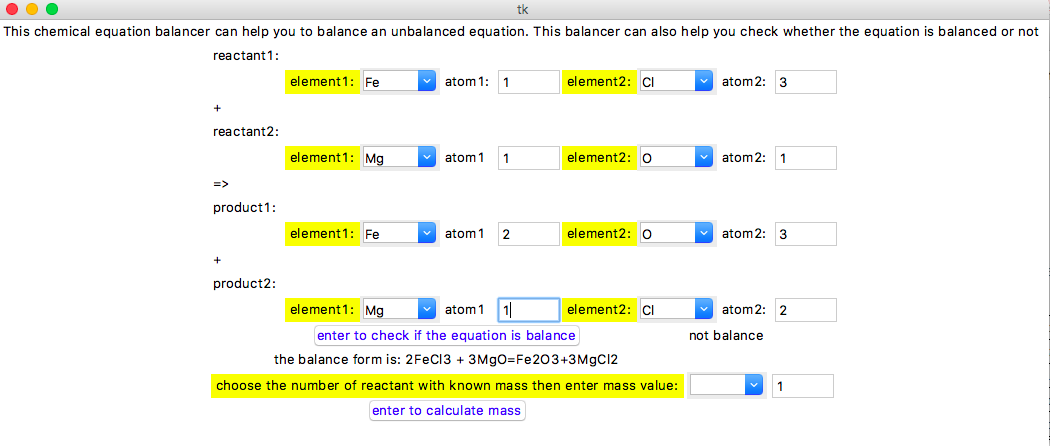 tk
This chemical equation balancer can help you to balance an unbalanced equation. This balancer can also help you check whether the equation is balanced or not
reactant1:
element1: Fe atom1: 1 element2: Cl atom2: 3
+
reactant2:
element1: Mg atom1 1 element2: O atom2: 1
=>
product1:
element1: Fe atom1 2 element2: O atom2: 3
+
product2:
element1: Mg atom1 1 element2: Cl atom2: 2
enter to check if the equation is balance not balance
the balance form is: 2FeCl3 + 3MgO=Fe2O3+3MgCl2
choose the number of reactant with known mass then enter mass value: 1
enter to calculate mass